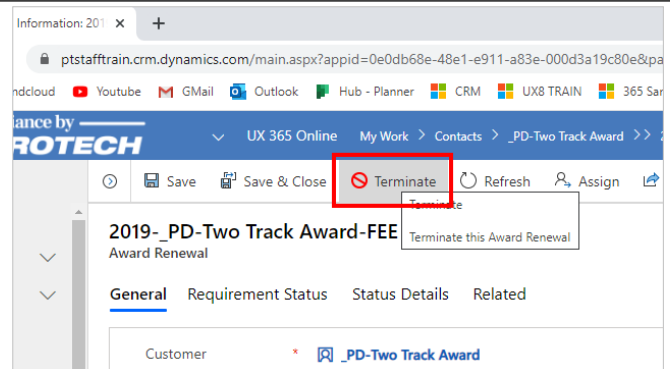 Information: 201
ptstafftrain.crm.dynamics.com/main.aspx?appid=0e0db68e-48e1-e911-a83e-000d3a19c80e&pa
ndcloud Youtube GMail Outlook Hub - Planner CRM UX8 TRAIN 365 Sar
iance by
ROTECH UX 365 Online My Work > Contacts > _PD-Two Track Award >> 2
Save Save & Close Terminate Refresh Assign
Terminate
2019-_PD-Two Track Award-FEE
Terminate this Award Renewal
Award Renewal
General Requirement Status Status Details Related
Customer * _PD-Two Track Award